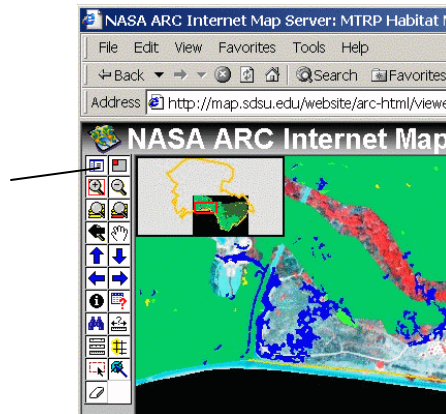 NASA ARC Internet Map Server: MTRP Habitat M
File Edit View Favorites Tools Help
Back Search Favorites
Address http://map.sdsu.edu/website/arc-html/viewe
NASA ARC Internet Map